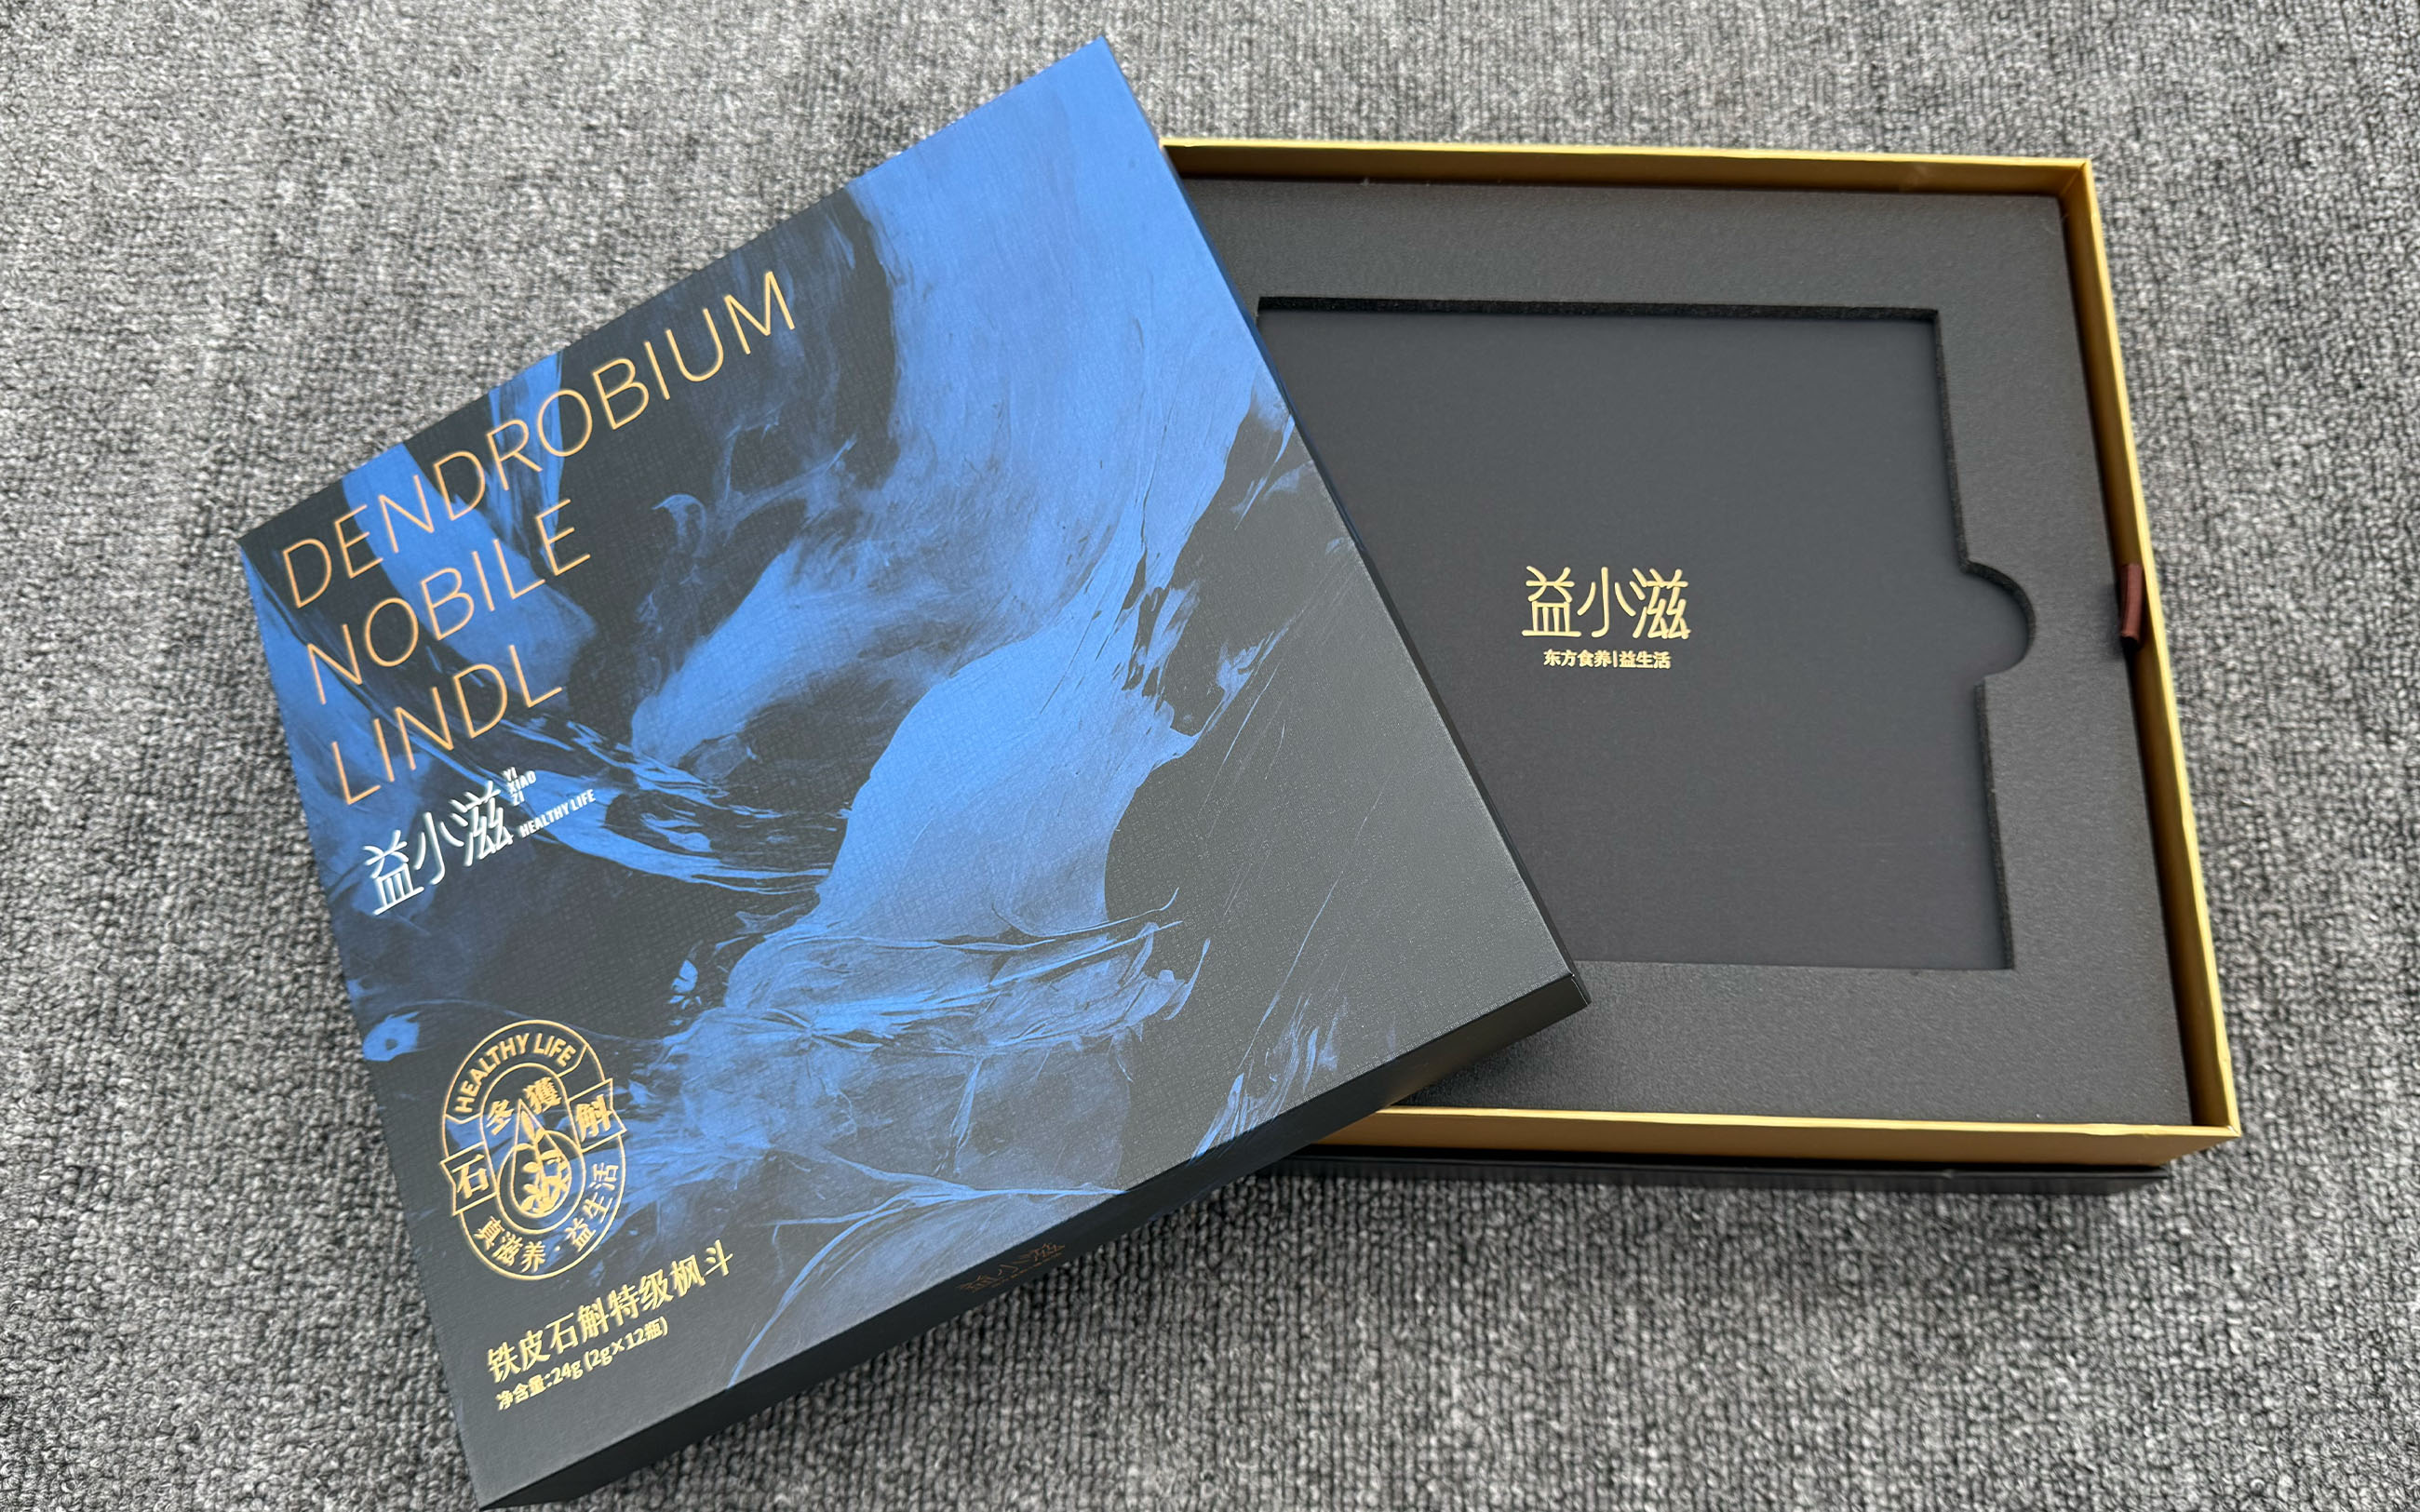 DENDROBIUM
NOBILE
LINDL
益小滋
YI
XIAO
ZI
HEALTHY LIFE
HEALTHY LIFE
多獲
石斛
真滋养·益生活
铁皮石斛特级枫斗
净含量:24g (2g×12瓶)
益小滋
益小滋
东方食养|益生活